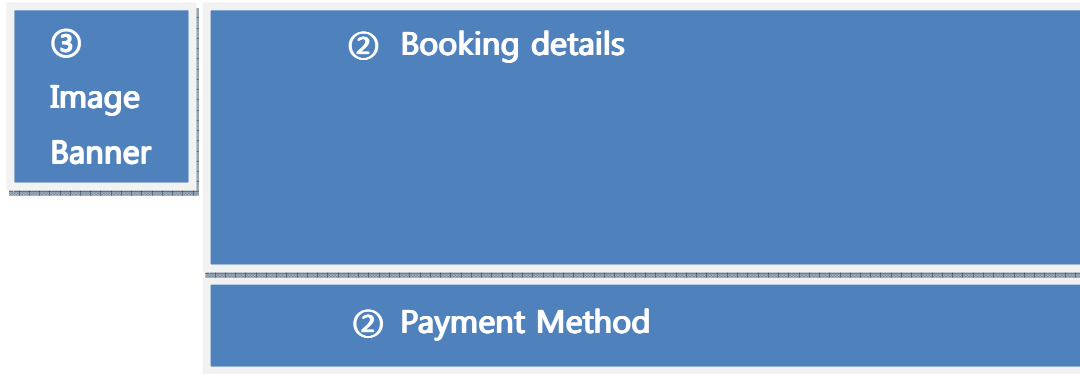 ③
Image
Banner
② Booking details
② Payment Method